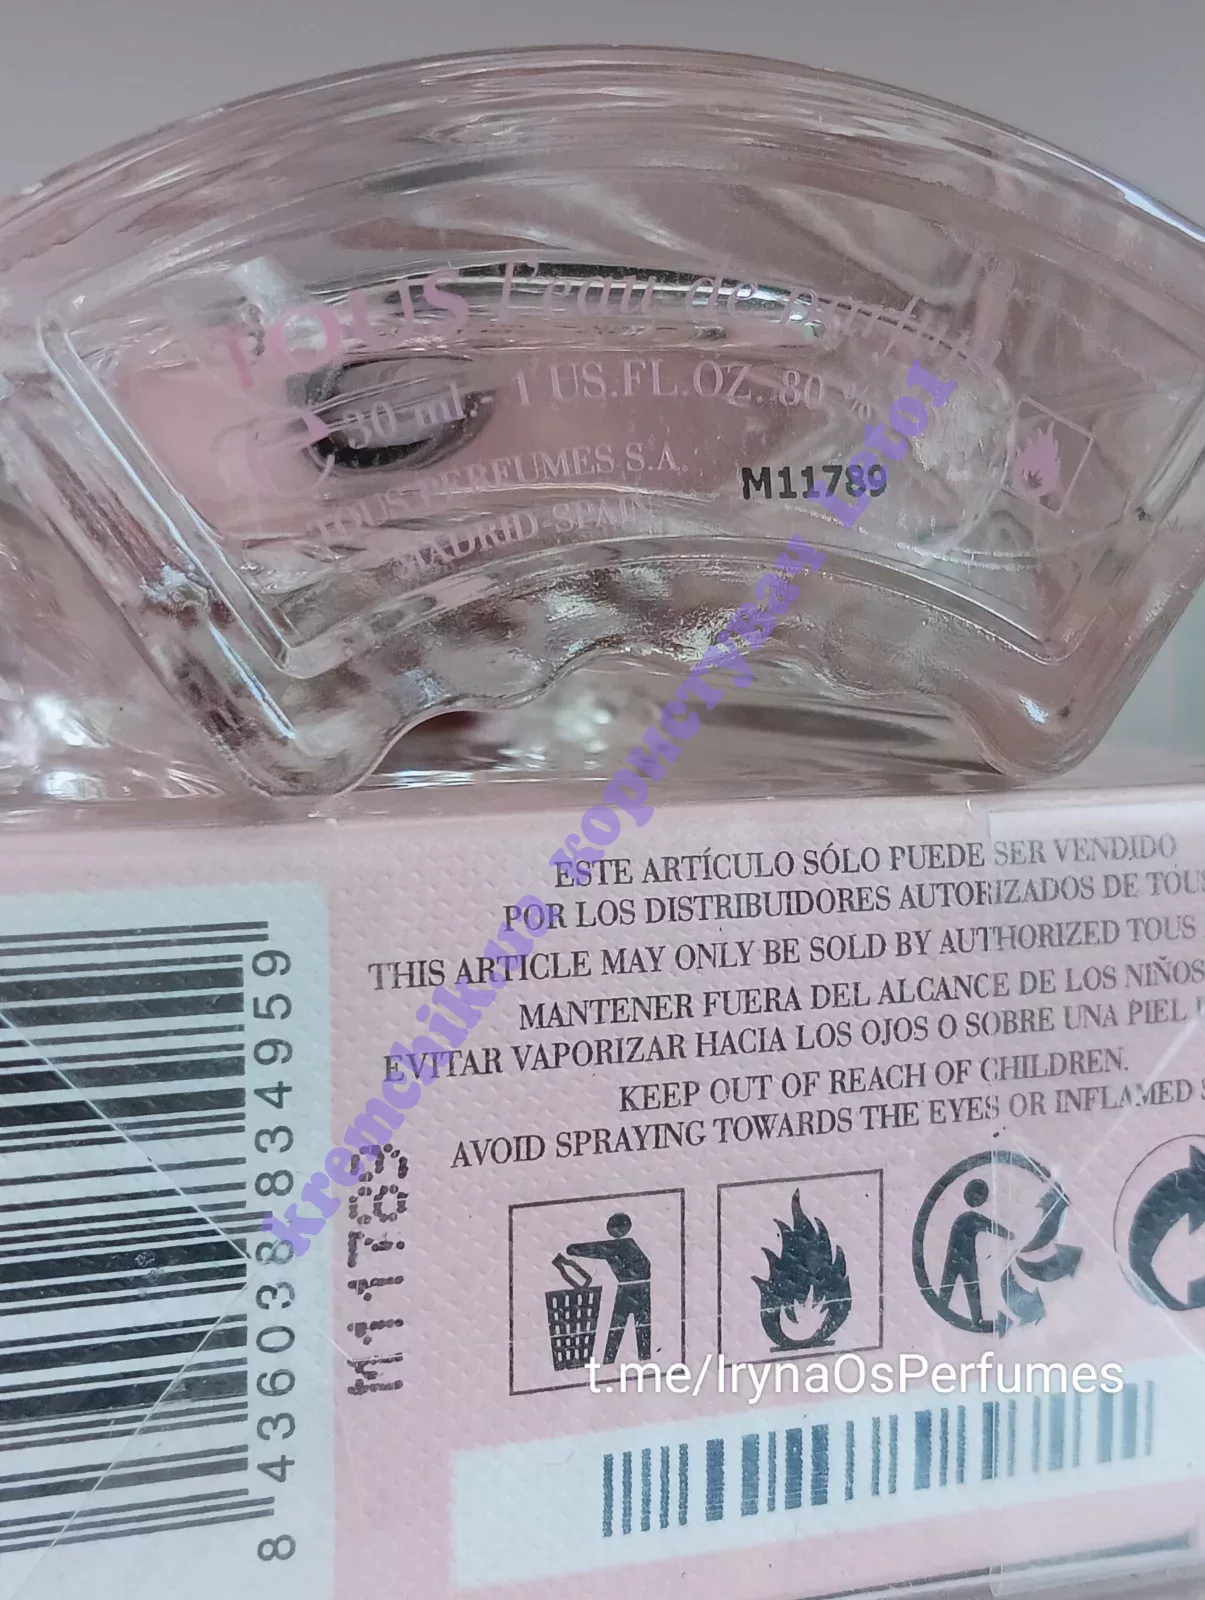 TOUS L'eau de parfum
30 ml.- 1 US.FL.OZ. 80 %
TOUS PERFUMES S.A.
MADRID-SPAIN
M11789
ESTE ARTÍCULO SÓLO PUEDE SER VENDIDO
POR LOS DISTRIBUIDORES AUTORIZADOS DE TOUS
THIS ARTICLE MAY ONLY BE SOLD BY AUTHORIZED TOUS
MANTENER FUERA DEL ALCANCE DE LOS NIÑOS
EVITAR VAPORIZAR HACIA LOS OJOS O SOBRE UNA PIEL
KEEP OUT OF REACH OF CHILDREN.
AVOID SPRAYING TOWARDS THE EYES OR INFLAMED
8 436038 834959
M11789
kremchik.ua користувач Letoi
t.me/IrynaOsPerfumes